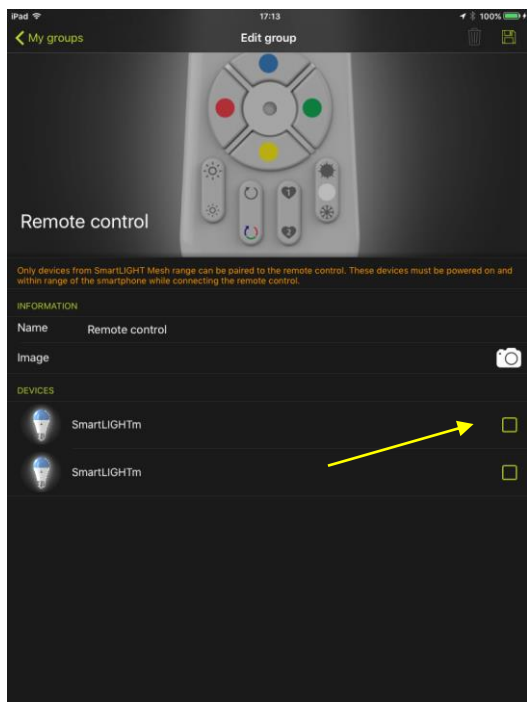 iPad 17:13 100%
My groups Edit group
1
2
Remote control
Only devices from SmartLIGHT Mesh range can be paired to the remote control. These devices must be powered on and
within range of the smartphone while connecting the remote control.
INFORMATION
Name Remote control
Image
DEVICES
SmartLIGHTm
SmartLIGHTm